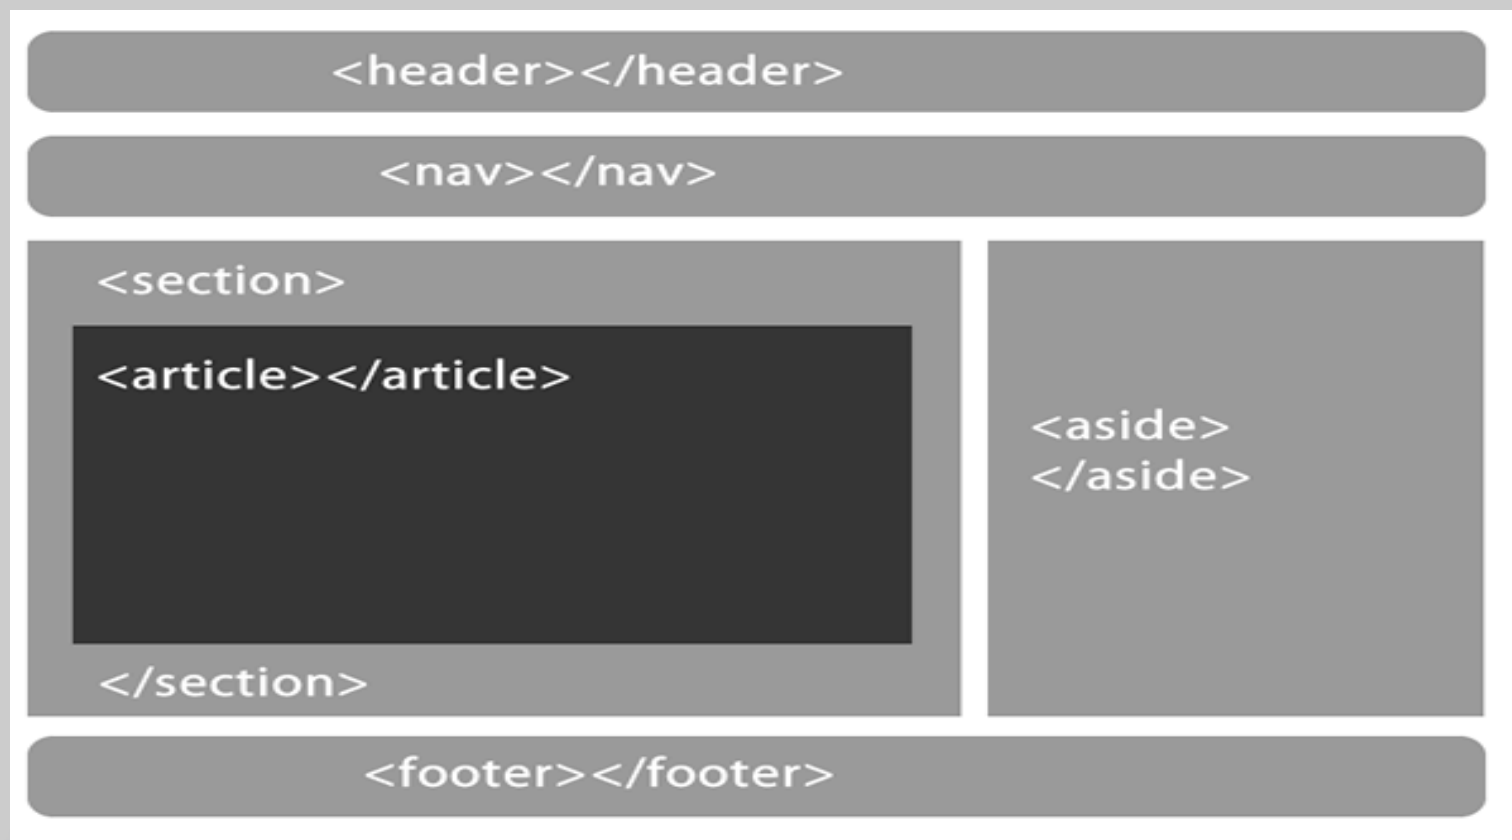 <header></header>
<nav></nav>
<section>
<article></article>
</section>
<aside>
</aside>
<footer></footer>